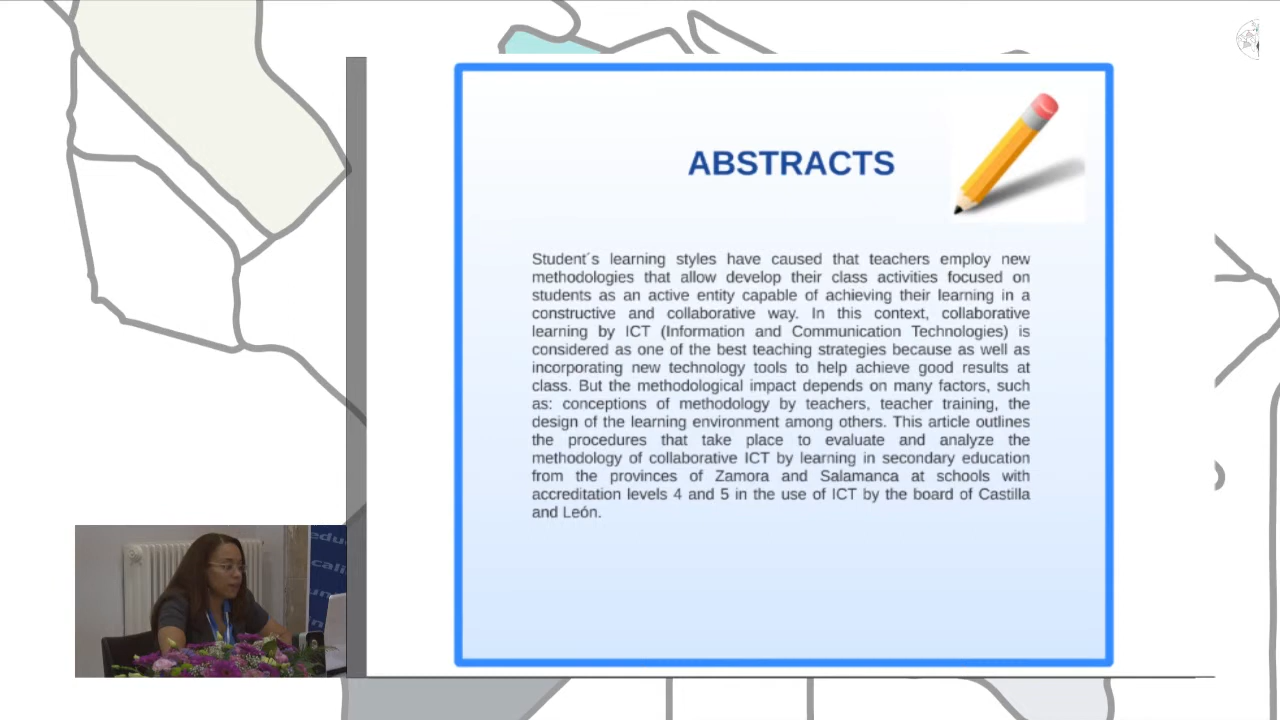 ABSTRACTS
Student´s learning styles have caused that teachers employ new
methodologies that allow develop their class activities focused on
students as an active entity capable of achieving their learning in a
constructive and collaborative way. In this context, collaborative
learning by ICT (Information and Communication Technologies) is
considered as one of the best teaching strategies because as well as
incorporating new technology tools to help achieve good results at
class. But the methodological impact depends on many factors, such
as: conceptions of methodology by teachers, teacher training, the
design of the learning environment among others. This article outlines
the procedures that take place to evaluate and analyze the
methodology of collaborative ICT by learning in secondary education
from the provinces of Zamora and Salamanca at schools with
accreditation levels 4 and 5 in the use of ICT by the board of Castilla
and León.